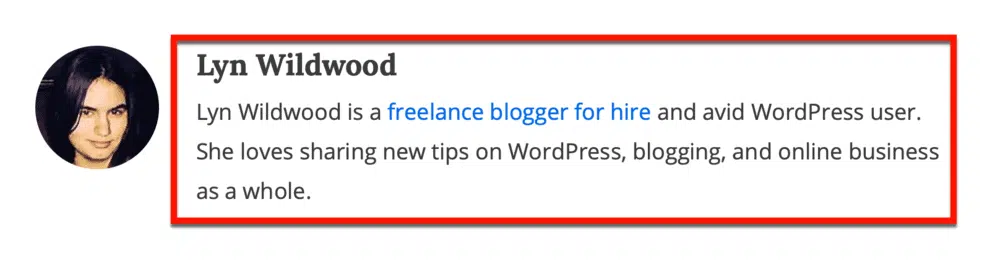 Lyn Wildwood
Lyn Wildwood is a freelance blogger for hire and avid WordPress user.
She loves sharing new tips on WordPress, blogging, and online business
as a whole.